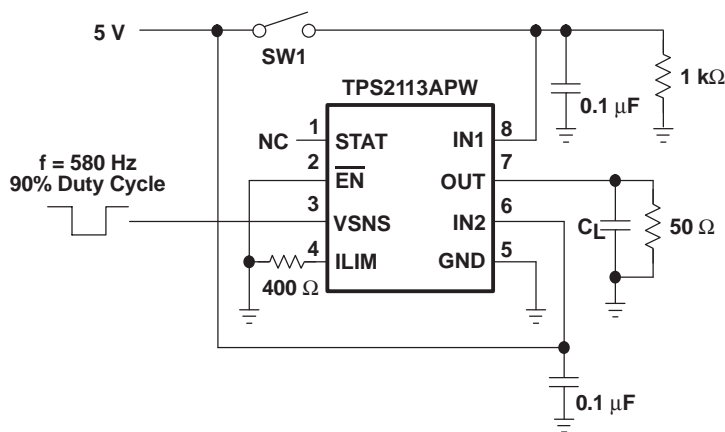 5 V
SW1
TPS2113APW
0.1 μF
1 kΩ
NC
1
STAT
IN1
8
f = 580 Hz
90% Duty Cycle
2
EN
OUT
7
3
VSNS
IN2
6
CL
50 Ω
4
ILIM
GND
5
400 Ω
0.1 μF